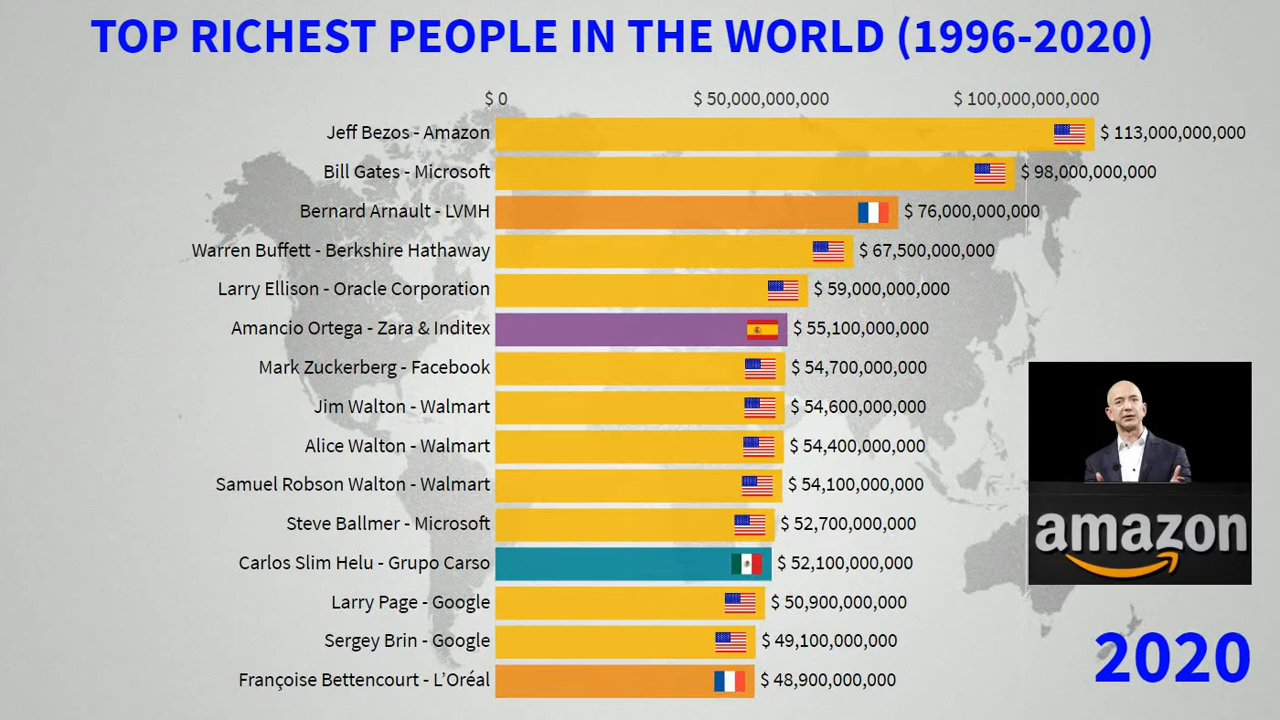 TOP RICHEST PEOPLE IN THE WORLD (1996-2020)
$ 0 $ 50,000,000,000 $ 100,000,000,000
Jeff Bezos - Amazon $ 113,000,000,000
Bill Gates - Microsoft $ 98,000,000,000
Bernard Arnault - LVMH $ 76,000,000,000
Warren Buffett - Berkshire Hathaway $ 67,500,000,000
Larry Ellison - Oracle Corporation $ 59,000,000,000
Amancio Ortega - Zara & Inditex $ 55,100,000,000
Mark Zuckerberg - Facebook $ 54,700,000,000
Jim Walton - Walmart $ 54,600,000,000
Alice Walton - Walmart $ 54,400,000,000
Samuel Robson Walton - Walmart $ 54,100,000,000
Steve Ballmer - Microsoft $ 52,700,000,000
Carlos Slim Helu - Grupo Carso $ 52,100,000,000
Larry Page - Google $ 50,900,000,000
Sergey Brin - Google $ 49,100,000,000
Françoise Bettencourt - L’Oréal $ 48,900,000,000
amazon
2020